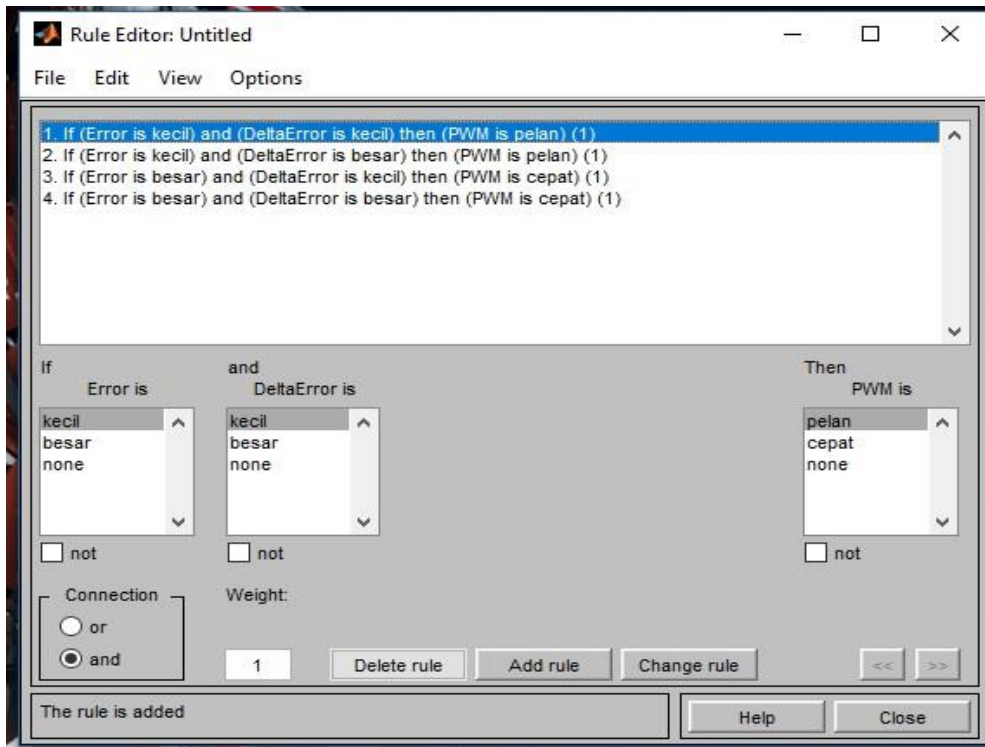 Rule Editor: Untitled
File Edit View Options
1. If (Error is kecil) and (DeltaError is kecil) then (PWM is pelan) (1)
2. If (Error is kecil) and (DeltaError is besar) then (PWM is pelan) (1)
3. If (Error is besar) and (DeltaError is kecil) then (PWM is cepat) (1)
4. If (Error is besar) and (DeltaError is besar) then (PWM is cepat) (1)
If and Then
Error is DeltaError is PWM is
kecil kecil pelan
besar besar cepat
none none none
not not not
Connection Weight:
or
and 1 Delete rule Add rule Change rule << >>
The rule is added Help Close